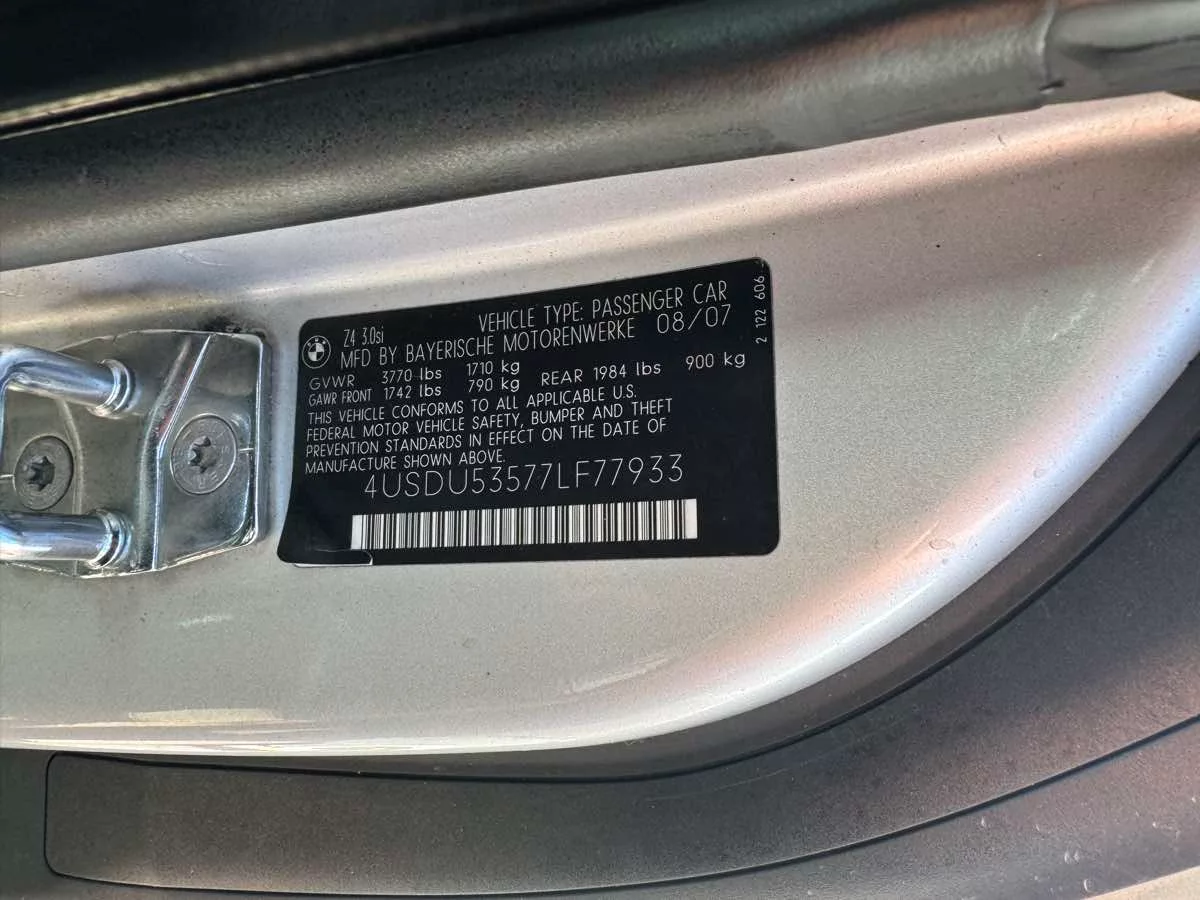 Z4 3.0si VEHICLE TYPE: PASSENGER CAR
MFD BY BAYERISCHE MOTORENWERKE 08/07
GVWR 3770 lbs 1710 kg
GAWR FRONT 1742 lbs 790 kg REAR 1984 lbs 900 kg
THIS VEHICLE CONFORMS TO ALL APPLICABLE U.S.
FEDERAL MOTOR VEHICLE SAFETY, BUMPER AND THEFT
PREVENTION STANDARDS IN EFFECT ON THE DATE OF
MANUFACTURE SHOWN ABOVE.
4USDU53577LF77933
2 122 606